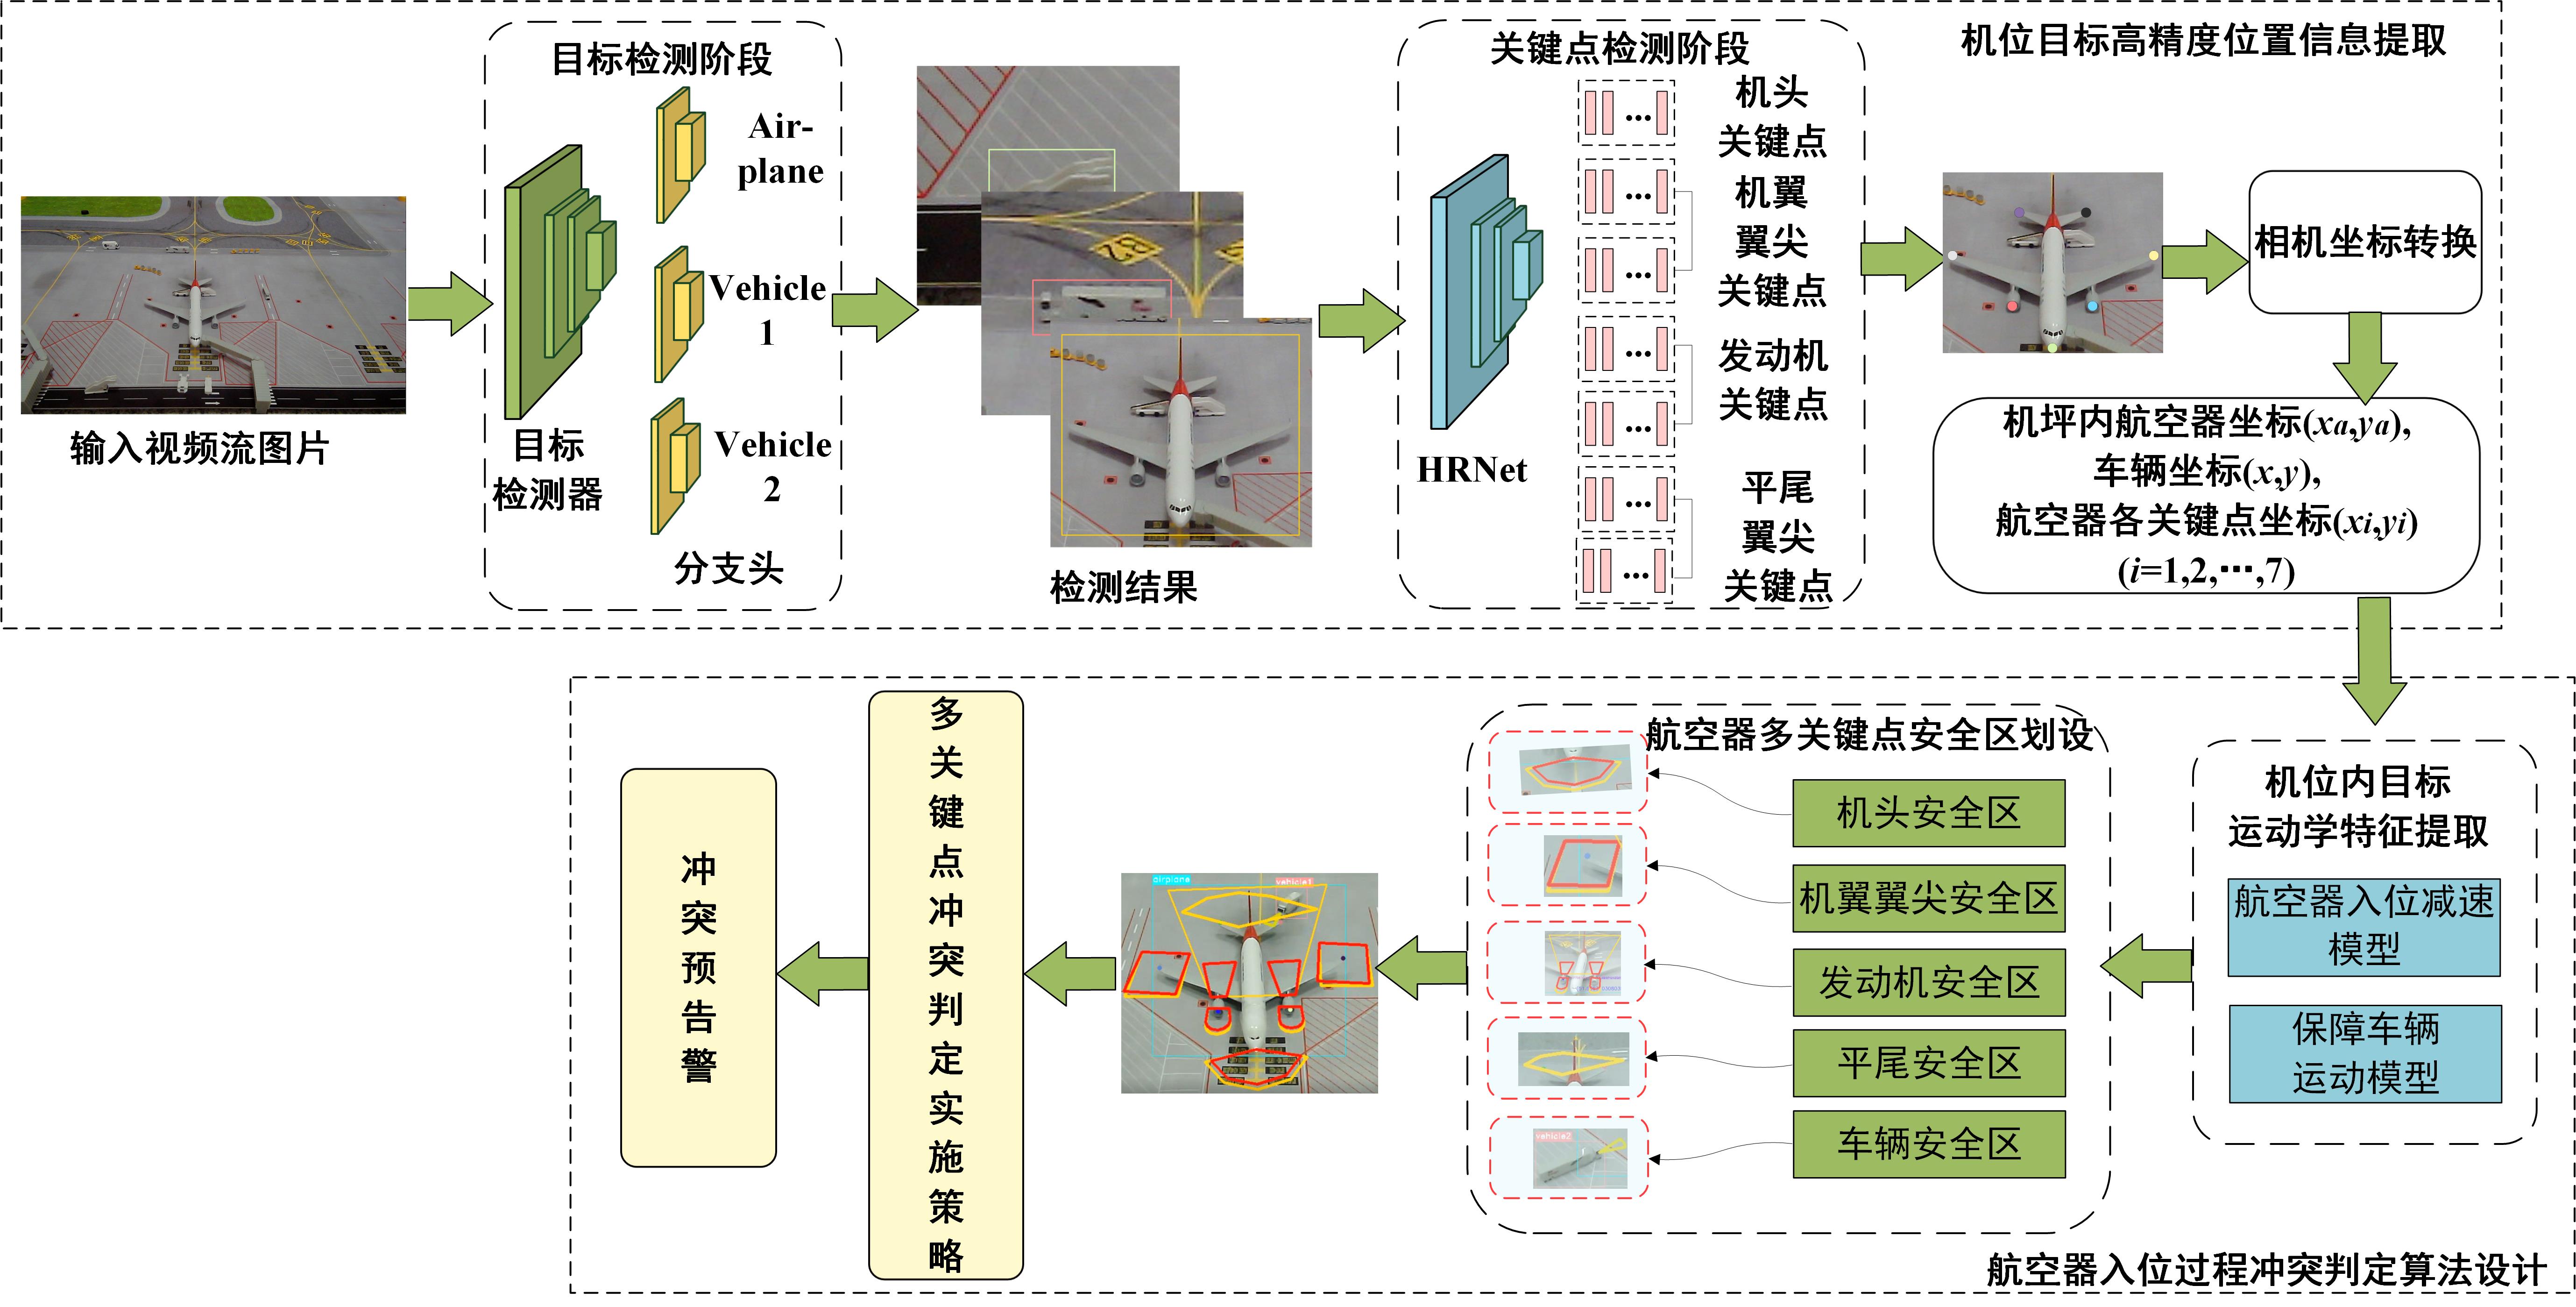 机位目标高精度位置信息提取
目标检测阶段
Air-
plane
Vehicle
1
Vehicle
2
目标
检测器
分支头
输入视频流图片
检测结果
关键点检测阶段
HRNet
机头
关键点
机翼
翼尖
关键点
发动机
关键点
平尾
翼尖
关键点
相机坐标转换
机坪内航空器坐标(xa,ya),
车辆坐标(x,y),
航空器各关键点坐标(xi,yi)
(i=1,2,…,7)
机位内目标
运动学特征提取
航空器入位减速
模型
保障车辆
运动模型
航空器多关键点安全区划设
机头安全区
机翼翼尖安全区
发动机安全区
平尾安全区
车辆安全区
vehicle2
airplane
vehicle1
多关键点冲突判定实施策略
冲突预告警
航空器入位过程冲突判定算法设计